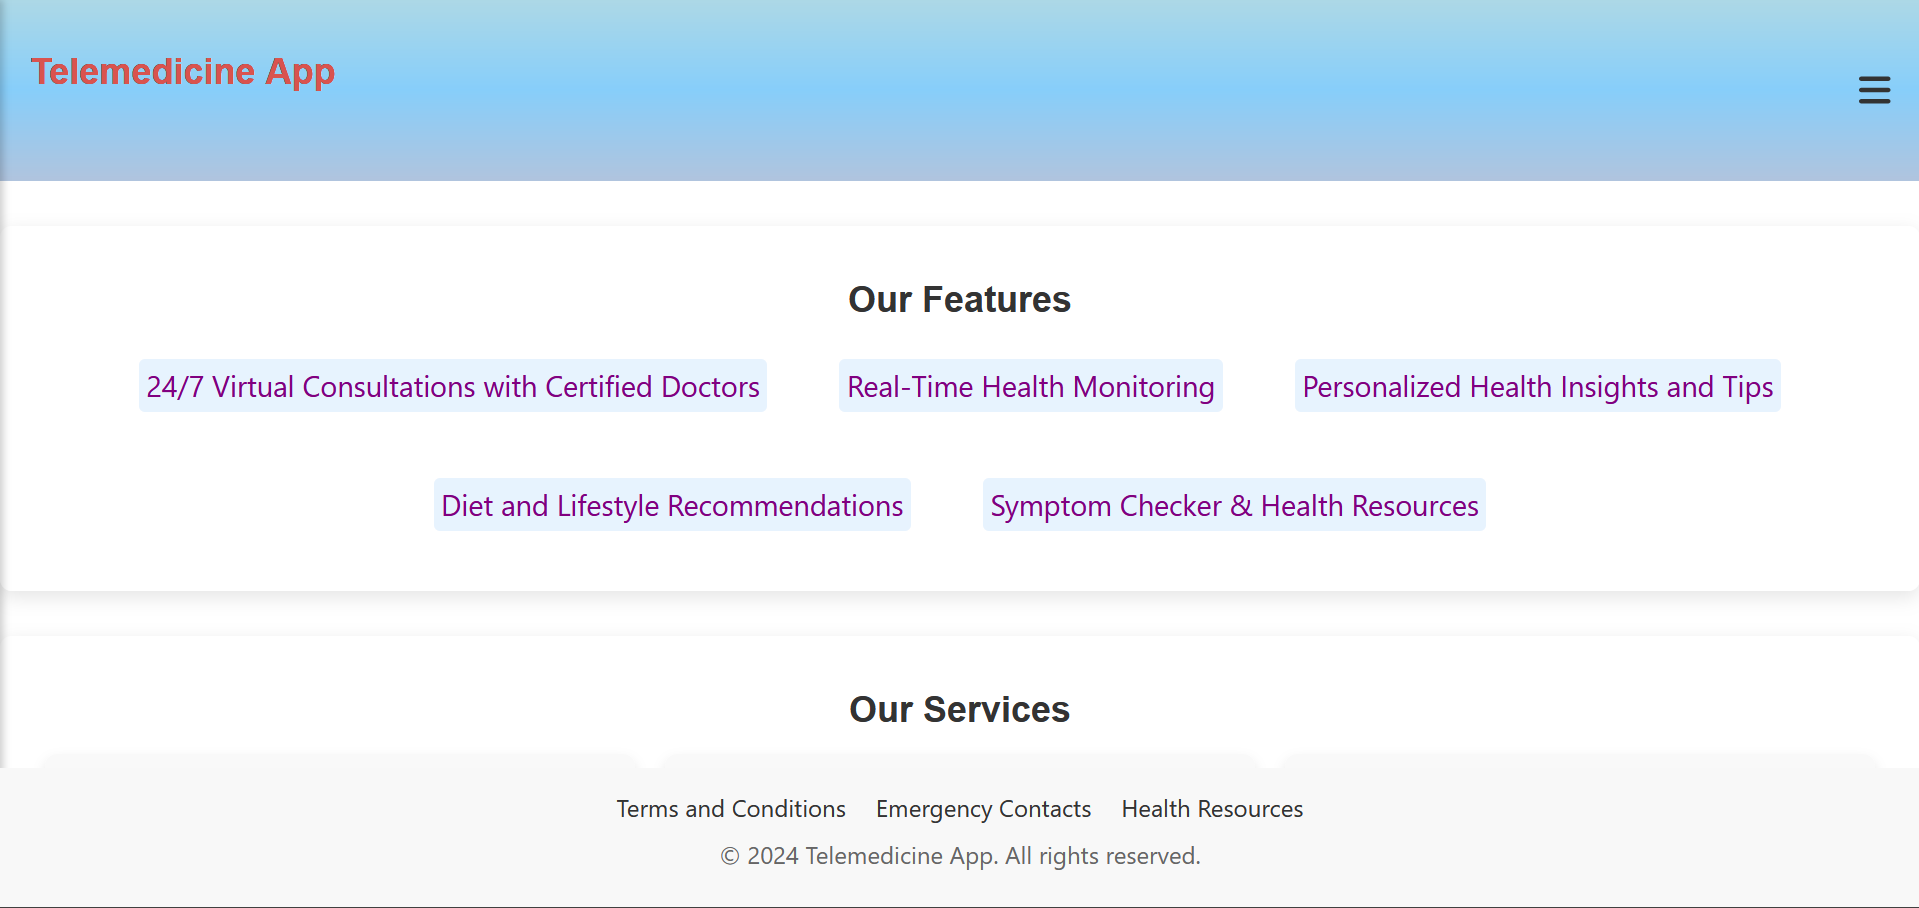 Telemedicine App
Our Features
24/7 Virtual Consultations with Certified Doctors
Real-Time Health Monitoring
Personalized Health Insights and Tips
Diet and Lifestyle Recommendations
Symptom Checker & Health Resources
Our Services
Terms and Conditions
Emergency Contacts
Health Resources
© 2024 Telemedicine App. All rights reserved.